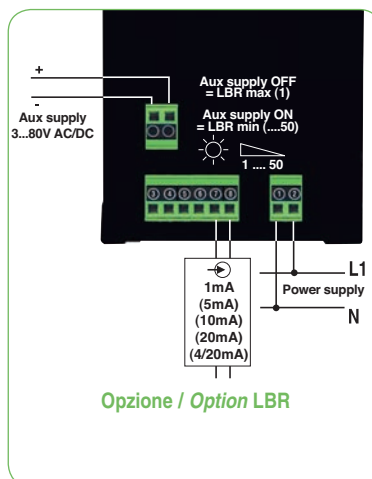 +
-
Aux supply
3...80V AC/DC
Aux supply OFF
= LBR max (1)
Aux supply ON
= LBR min (....50)
1 .... 50
3 4 5 6 7 8
1 2
1mA
(5mA)
(10mA)
(20mA)
(4/20mA)
L1
Power supply
N
Opzione / Option LBR